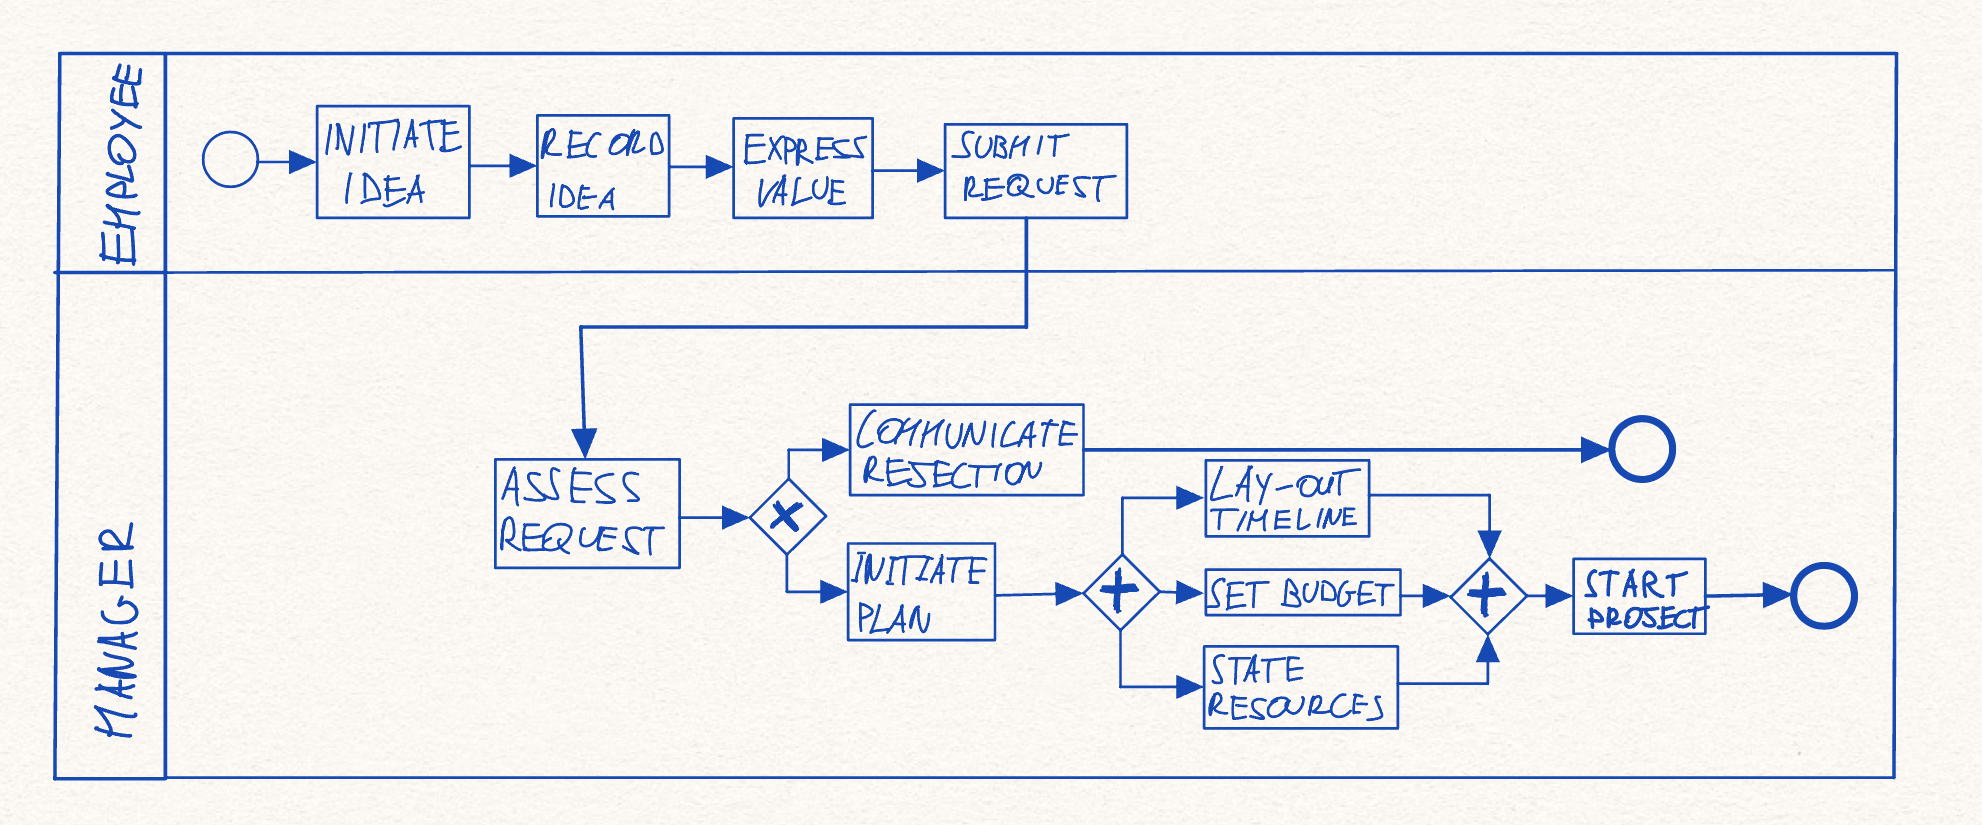 EMPLOYEE
INITIATE
IDEA
RECORD
IDEA
EXPRESS
VALUE
SUBMIT
REQUEST
MANAGER
ASSESS
REQUEST
COMMUNICATE
REJECTION
INITIATE
PLAN
LAY-OUT
TIMELINE
SET BUDGET
STATE
RESOURCES
START
PROJECT